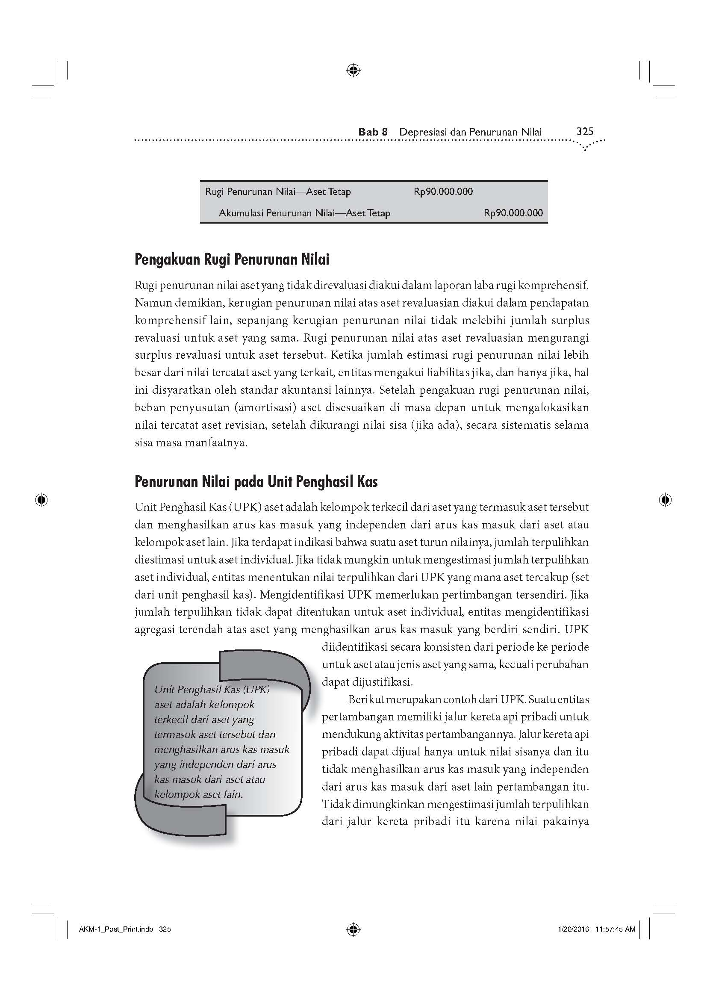 Bab 8 Depresiasi dan Penurunan Nilai 325
Rugi Penurunan Nilai—Aset Tetap Rp90.000.000
Akumulasi Penurunan Nilai—Aset Tetap Rp90.000.000
Pengakuan Rugi Penurunan Nilai
Rugi penurunan nilai aset yang tidak direvaluasi diakui dalam laporan laba rugi komprehensif.
Namun demikian, kerugian penurunan nilai atas aset revaluasian diakui dalam pendapatan
komprehensif lain, sepanjang kerugian penurunan nilai tidak melebihi jumlah surplus
revaluasi untuk aset yang sama. Rugi penurunan nilai atas aset revaluasian mengurangi
surplus revaluasi untuk aset tersebut. Ketika jumlah estimasi rugi penurunan nilai lebih
besar dari nilai tercatat aset yang terkait, entitas mengakui liabilitas jika, dan hanya jika, hal
ini disyaratkan oleh standar akuntansi lainnya. Setelah pengakuan rugi penurunan nilai,
beban penyusutan (amortisasi) aset disesuaikan di masa depan untuk mengalokasikan
nilai tercatat aset revisian, setelah dikurangi nilai sisa (jika ada), secara sistematis selama
sisa masa manfaatnya.
Penurunan Nilai pada Unit Penghasil Kas
Unit Penghasil Kas (UPK) aset adalah kelompok terkecil dari aset yang termasuk aset tersebut
dan menghasilkan arus kas masuk yang independen dari arus kas masuk dari aset atau
kelompok aset lain. Jika terdapat indikasi bahwa suatu aset turun nilainya, jumlah terpulihkan
diestimasi untuk aset individual. Jika tidak mungkin untuk mengestimasi jumlah terpulihkan
aset individual, entitas menentukan nilai terpulihkan dari UPK yang mana aset tercakup (set
dari unit penghasil kas). Mengidentifikasi UPK memerlukan pertimbangan tersendiri. Jika
jumlah terpulihkan tidak dapat ditentukan untuk aset individual, entitas mengidentifikasi
agregasi terendah atas aset yang menghasilkan arus kas masuk yang berdiri sendiri. UPK
diidentifikasi secara konsisten dari periode ke periode
untuk aset atau jenis aset yang sama, kecuali perubahan
dapat dijustifikasi.
Berikut merupakan contoh dari UPK. Suatu entitas
pertambangan memiliki jalur kereta api pribadi untuk
mendukung aktivitas pertambangannya. Jalur kereta api
pribadi dapat dijual hanya untuk nilai sisanya dan itu
tidak menghasilkan arus kas masuk yang independen
dari arus kas masuk dari aset lain pertambangan itu.
Tidak dimungkinkan mengestimasi jumlah terpulihkan
dari jalur kereta pribadi itu karena nilai pakainya
Unit Penghasil Kas (UPK)
aset adalah kelompok
terkecil dari aset yang
termasuk aset tersebut dan
menghasilkan arus kas masuk
yang independen dari arus
kas masuk dari aset atau
kelompok aset lain.
AKM-1_Post_Print.indb 325 1/20/2016 11:57:45 AM